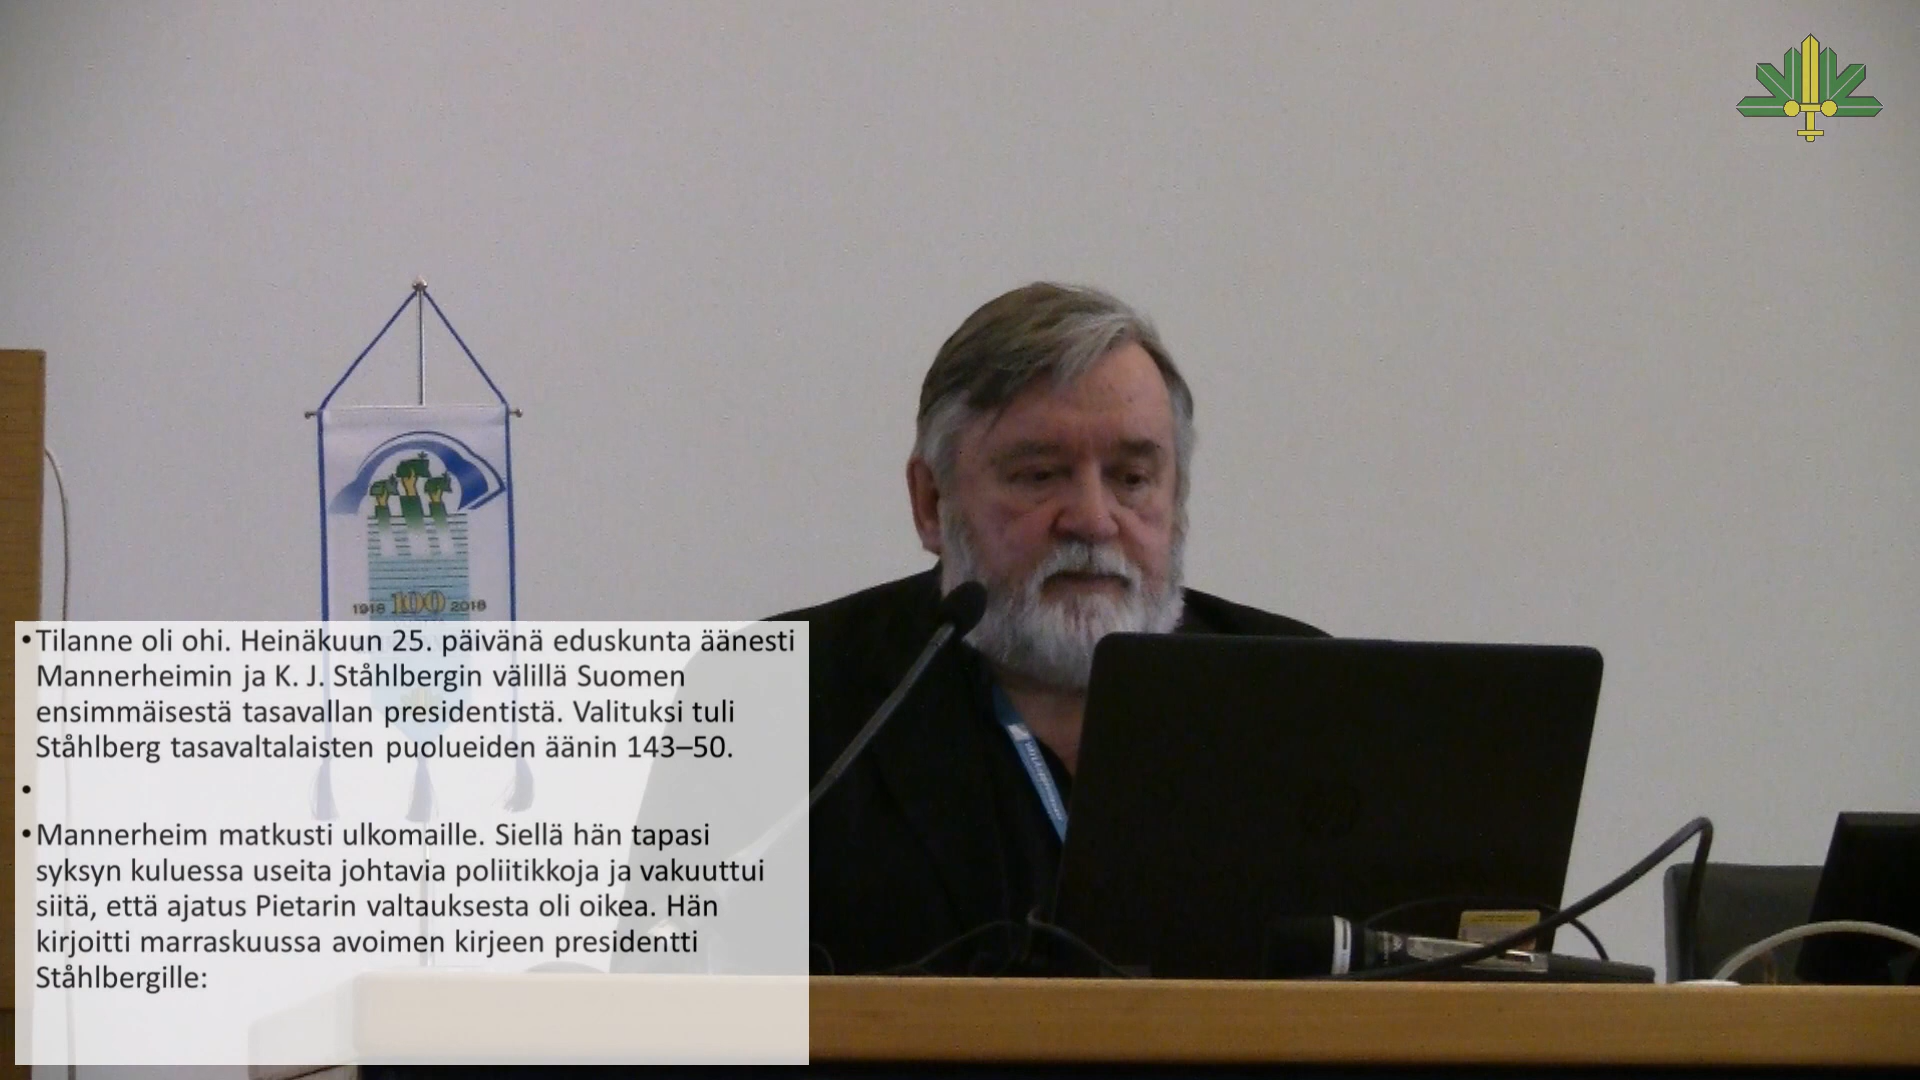 1918 100 2018
• Tilanne oli ohi. Heinäkuun 25. päivänä eduskunta äänesti
Mannerheimin ja K. J. Ståhlbergin välillä Suomen
ensimmäisestä tasavallan presidentistä. Valituksi tuli
Ståhlberg tasavaltalaisten puolueiden äänin 143–50.
•
• Mannerheim matkusti ulkomaille. Siellä hän tapasi
syksyn kuluessa useita johtavia poliitikkoja ja vakuuttui
siitä, että ajatus Pietarin valtauksesta oli oikea. Hän
kirjoitti marraskuussa avoimen kirjeen presidentti
Ståhlbergille: